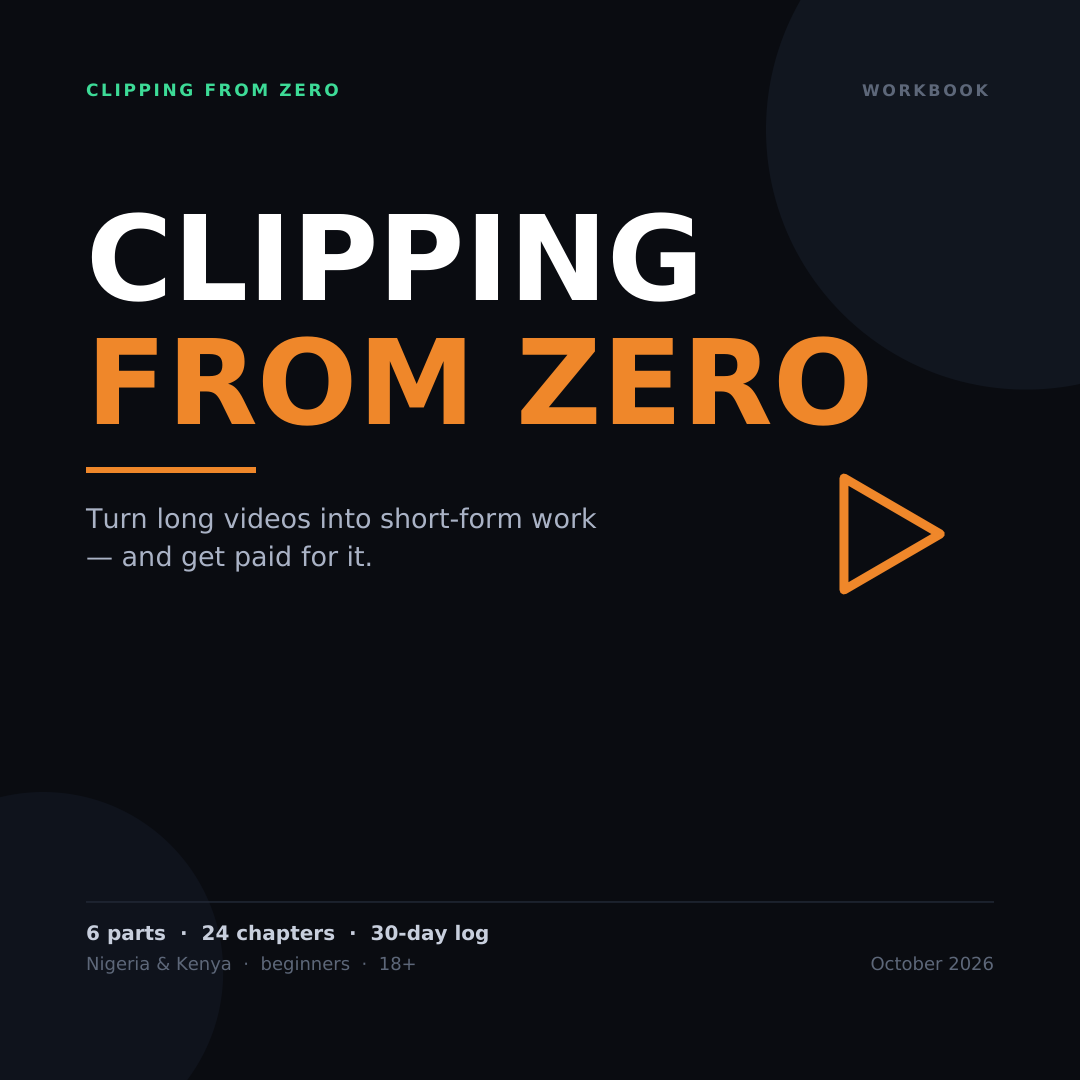 CLIPPING FROM ZERO
WORKBOOK
CLIPPING
FROM ZERO
Turn long videos into short-form work
— and get paid for it.
6 parts · 24 chapters · 30-day log
Nigeria & Kenya · beginners · 18+
October 2026